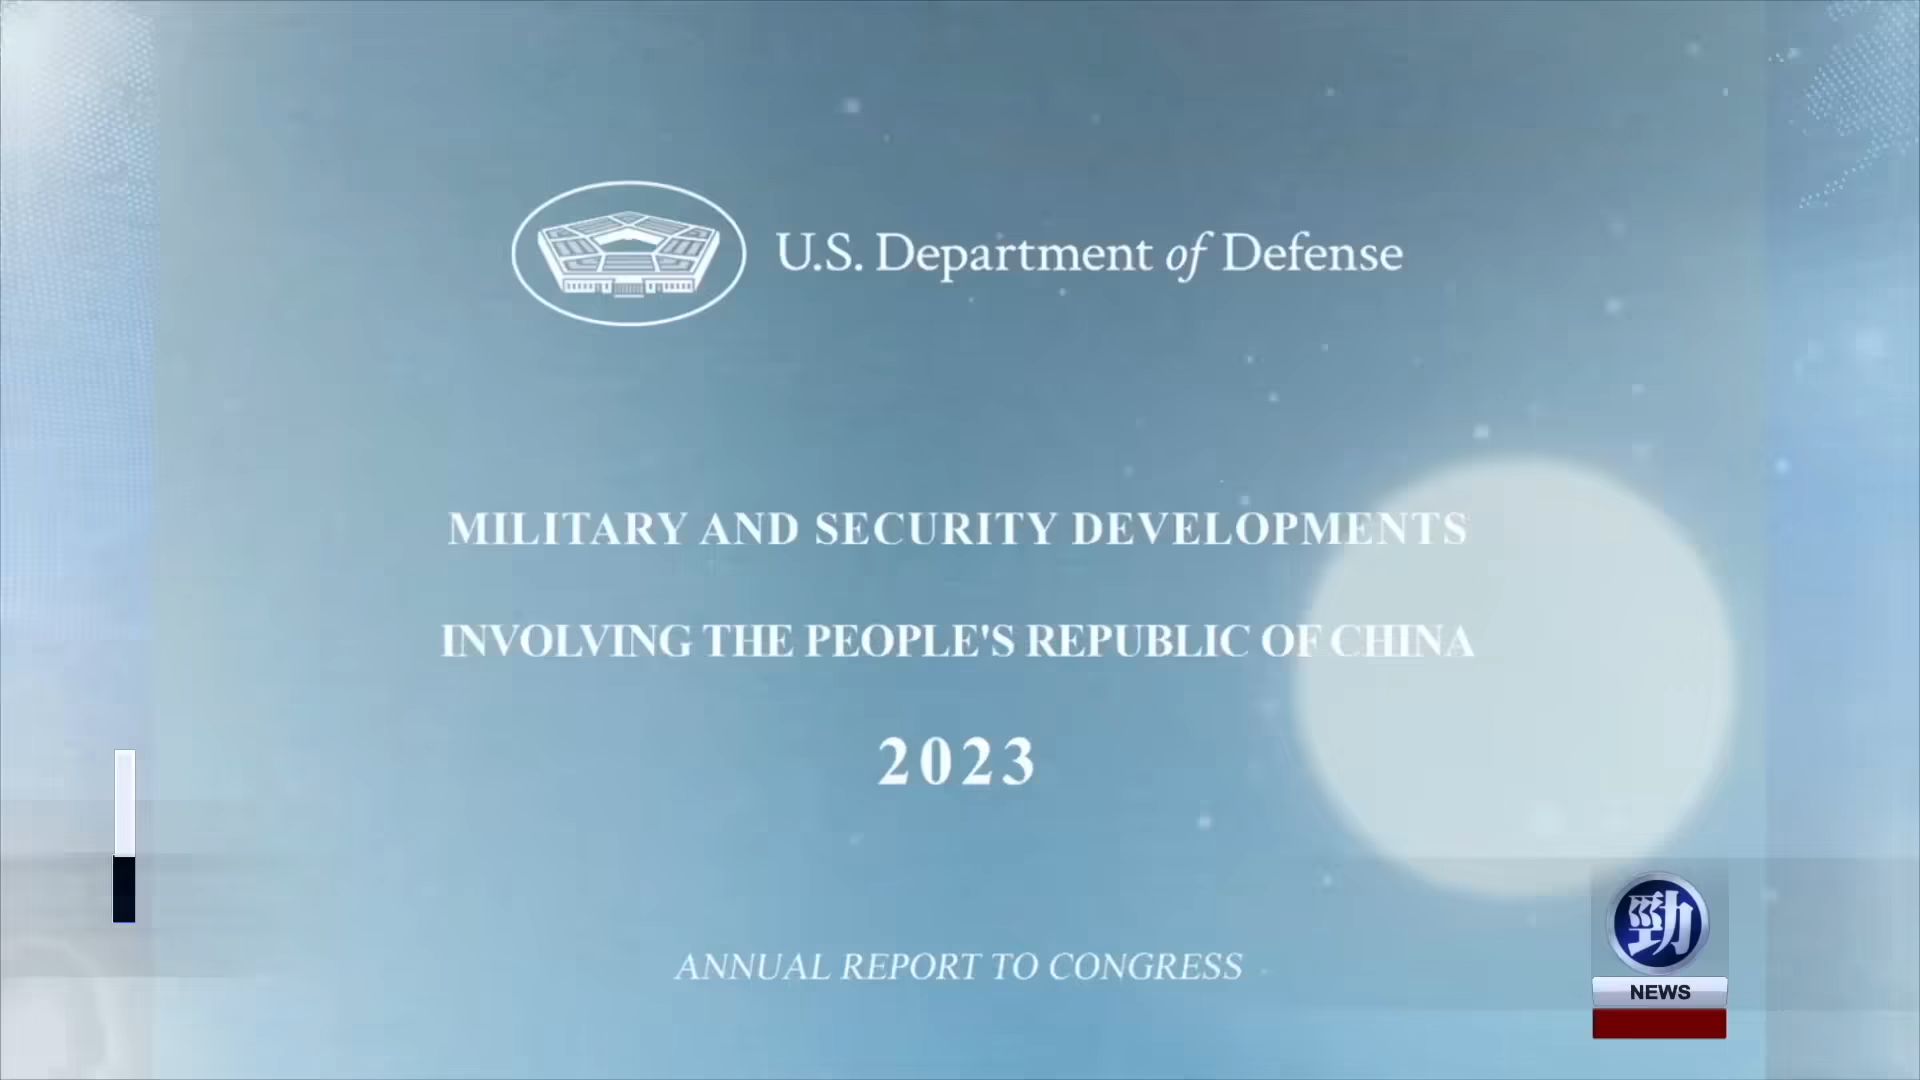 U.S. Department of Defense
MILITARY AND SECURITY DEVELOPMENTS
INVOLVING THE PEOPLE'S REPUBLIC OF CHINA
2023
ANNUAL REPORT TO CONGRESS
勁
NEWS